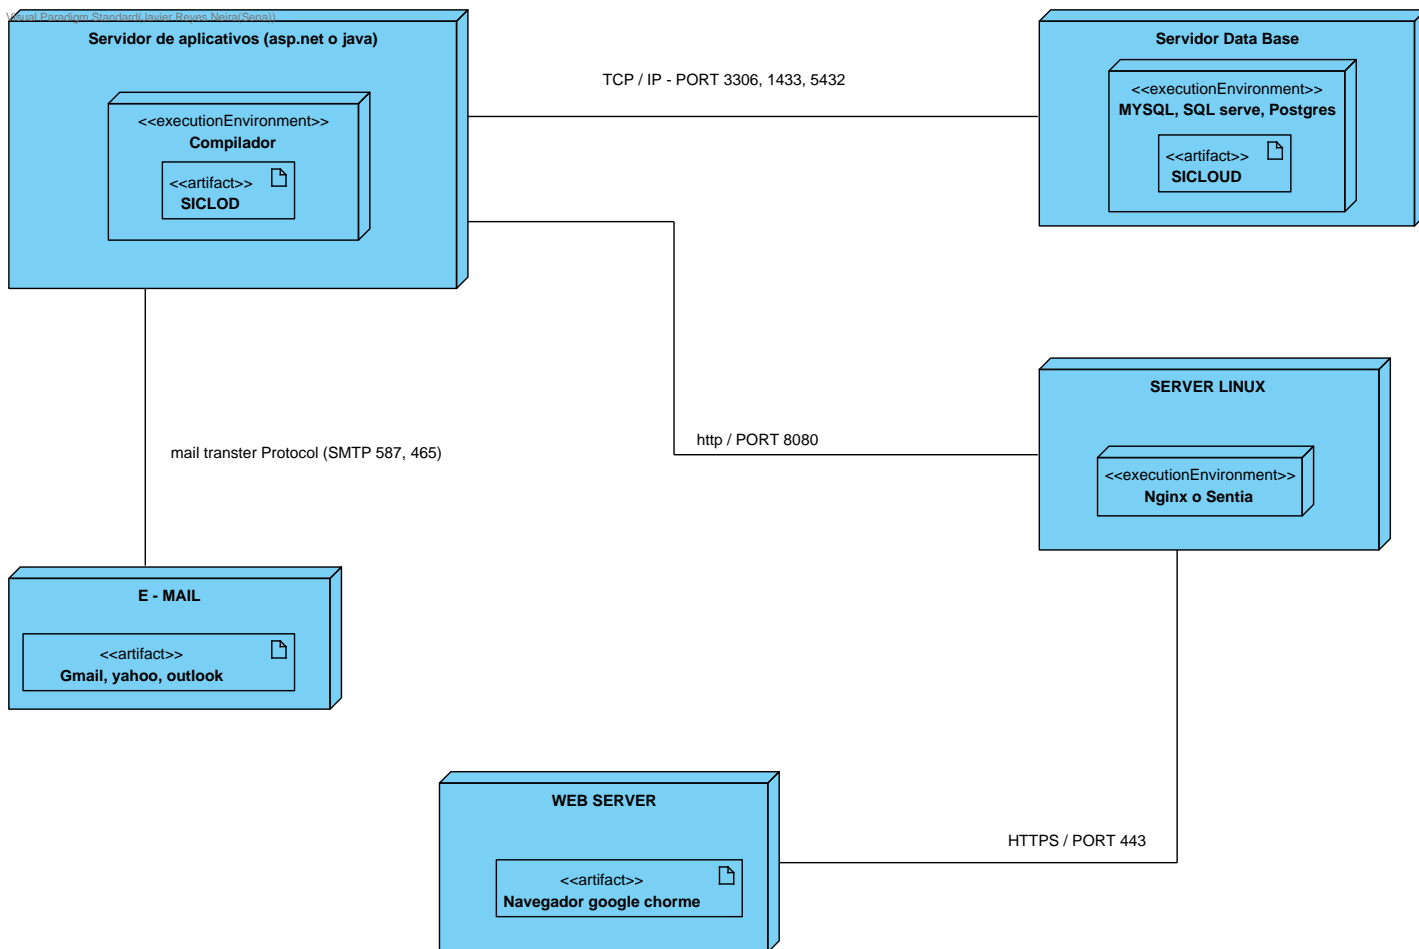 Visual Paradigm Standard(Javier Reyes Neira(Sena))
Servidor de aplicativos (asp.net o java)
<<executionEnvironment>>
Compilador
<<artifact>>
SICLOD
TCP / IP - PORT 3306, 1433, 5432
Servidor Data Base
<<executionEnvironment>>
MYSQL, SQL serve, Postgres
<<artifact>>
SICLOUD
http / PORT 8080
SERVER LINUX
<<executionEnvironment>>
Nginx o Sentia
mail transter Protocol (SMTP 587, 465)
E - MAIL
<<artifact>>
Gmail, yahoo, outlook
WEB SERVER
<<artifact>>
Navegador google chorme
HTTPS / PORT 443